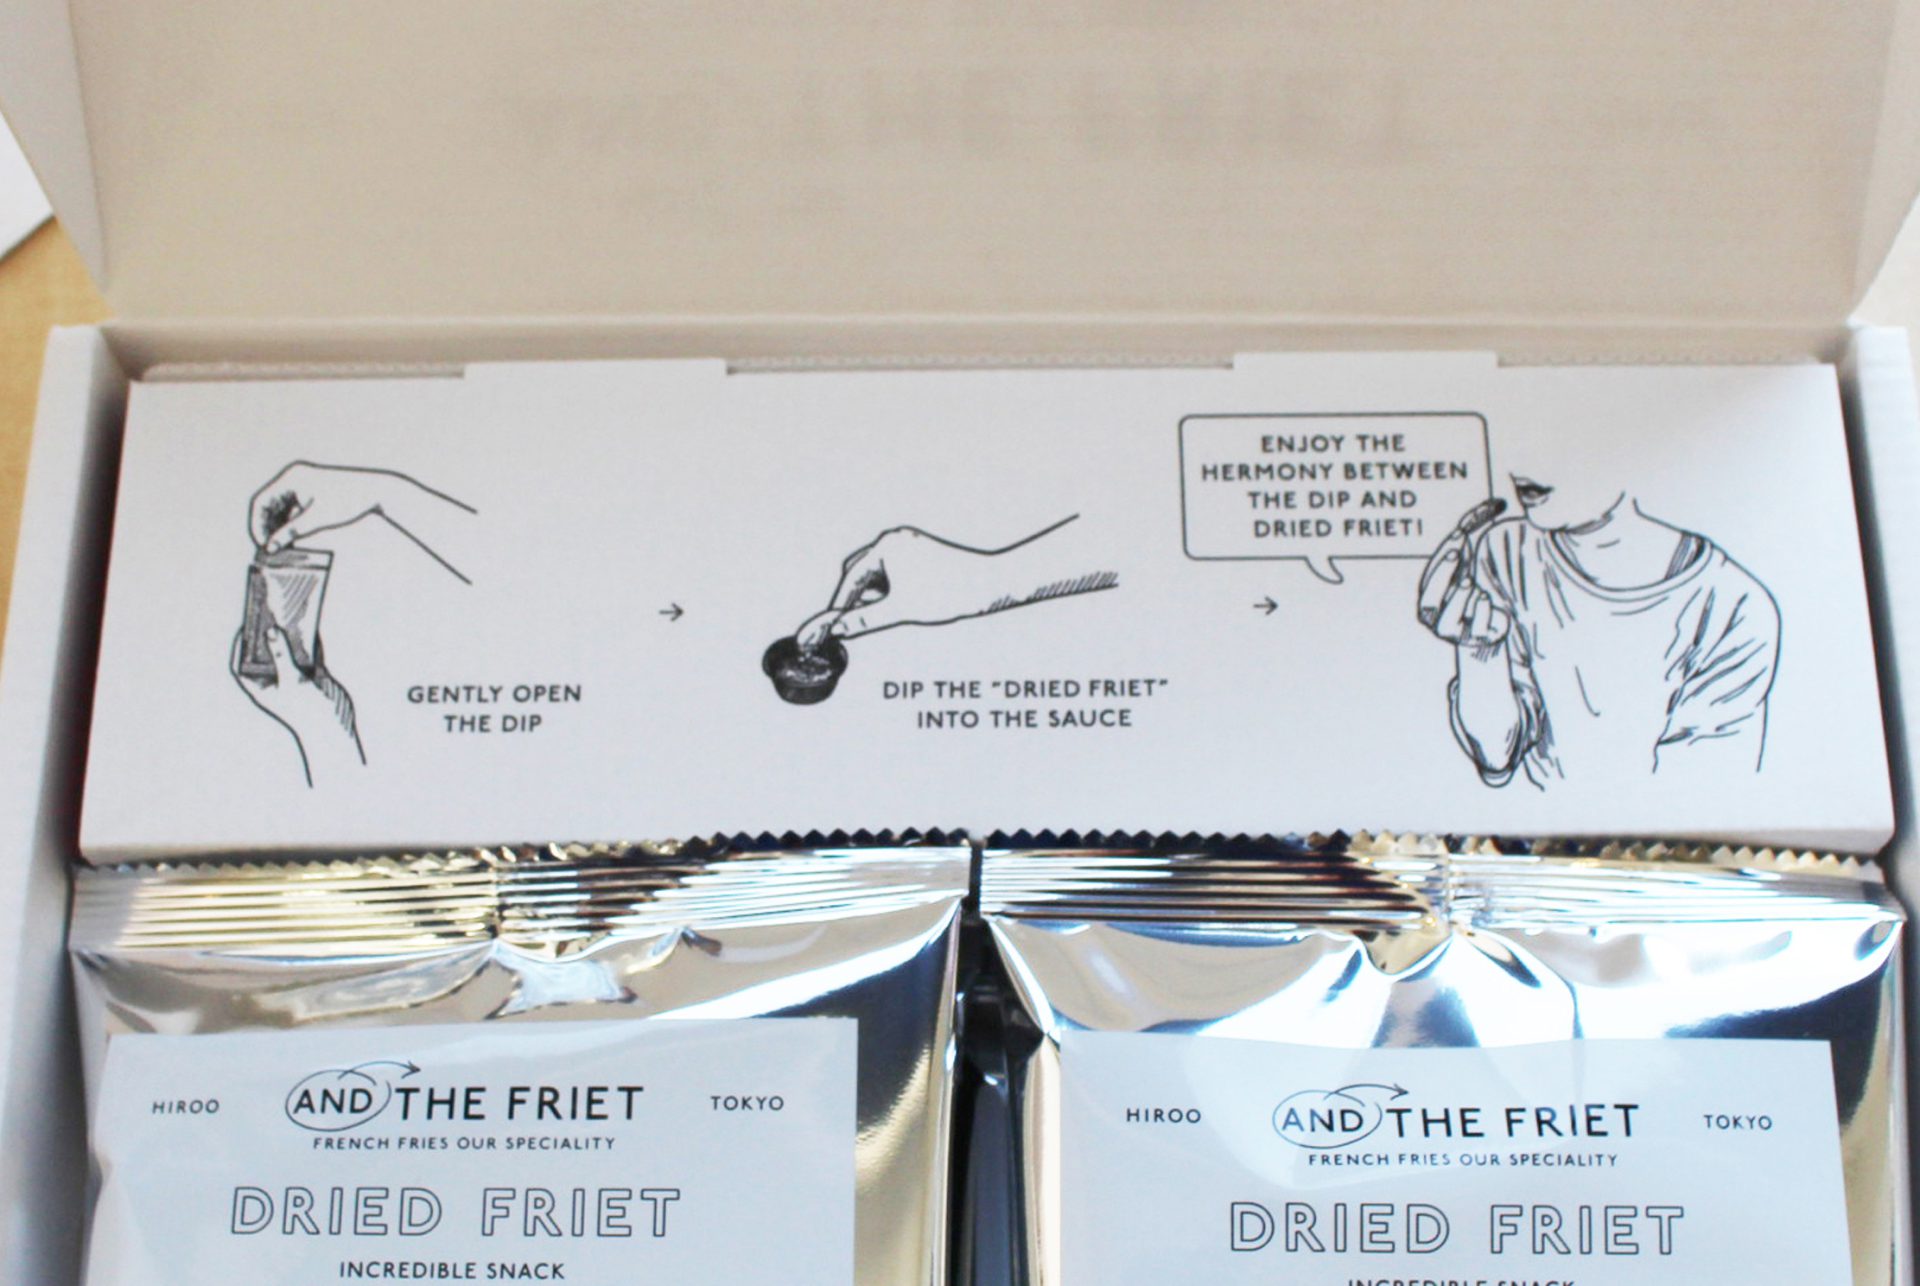 GENTLY OPEN
THE DIP
DIP THE "DRIED FRIET"
INTO THE SAUCE
ENJOY THE
HERMONY BETWEEN
THE DIP AND
DRIED FRIET!
HIROO
AND THE FRIET
TOKYO
FRENCH FRIES OUR SPECIALITY
DRIED FRIET
INCREDIBLE SNACK
HIROO
AND THE FRIET
TOKYO
FRENCH FRIES OUR SPECIALITY
DRIED FRIET
INCREDIBLE SNACK